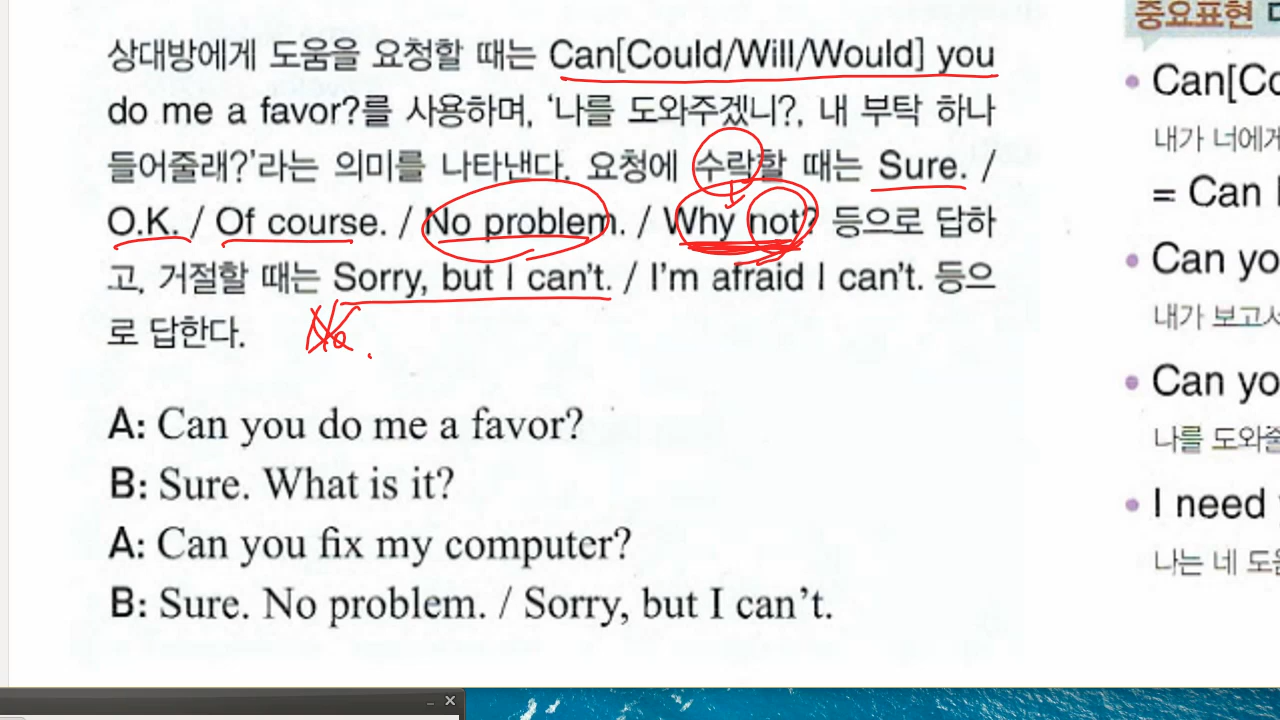 상대방에게 도움을 요청할 때는 Can[Could/Will/Would] you
do me a favor?를 사용하며, ‘나를 도와주겠니?, 내 부탁 하나
들어줄래?’라는 의미를 나타낸다. 요청에 수락할 때는 Sure. /
O.K. / Of course. / No problem. / Why not? 등으로 답하
고, 거절할 때는 Sorry, but I can’t. / I’m afraid I can’t. 등으
로 답한다.
No.
A: Can you do me a favor?
B: Sure. What is it?
A: Can you fix my computer?
B: Sure. No problem. / Sorry, but I can’t.
중요표현
Can[Co
내가 너에게
= Can
Can yo
내가 보고서
Can yo
나를 도와줄
I need
나는 네 도움